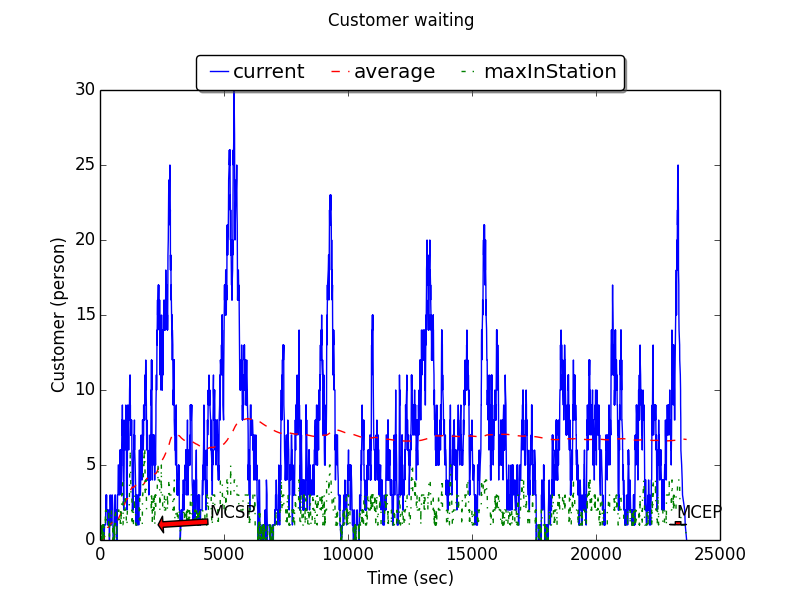 Customer waiting
current average maxInStation
30
25
20
15
10
5
0
Customer (person)
MCSP
MCEP
0 5000 10000 15000 20000 25000
Time (sec)